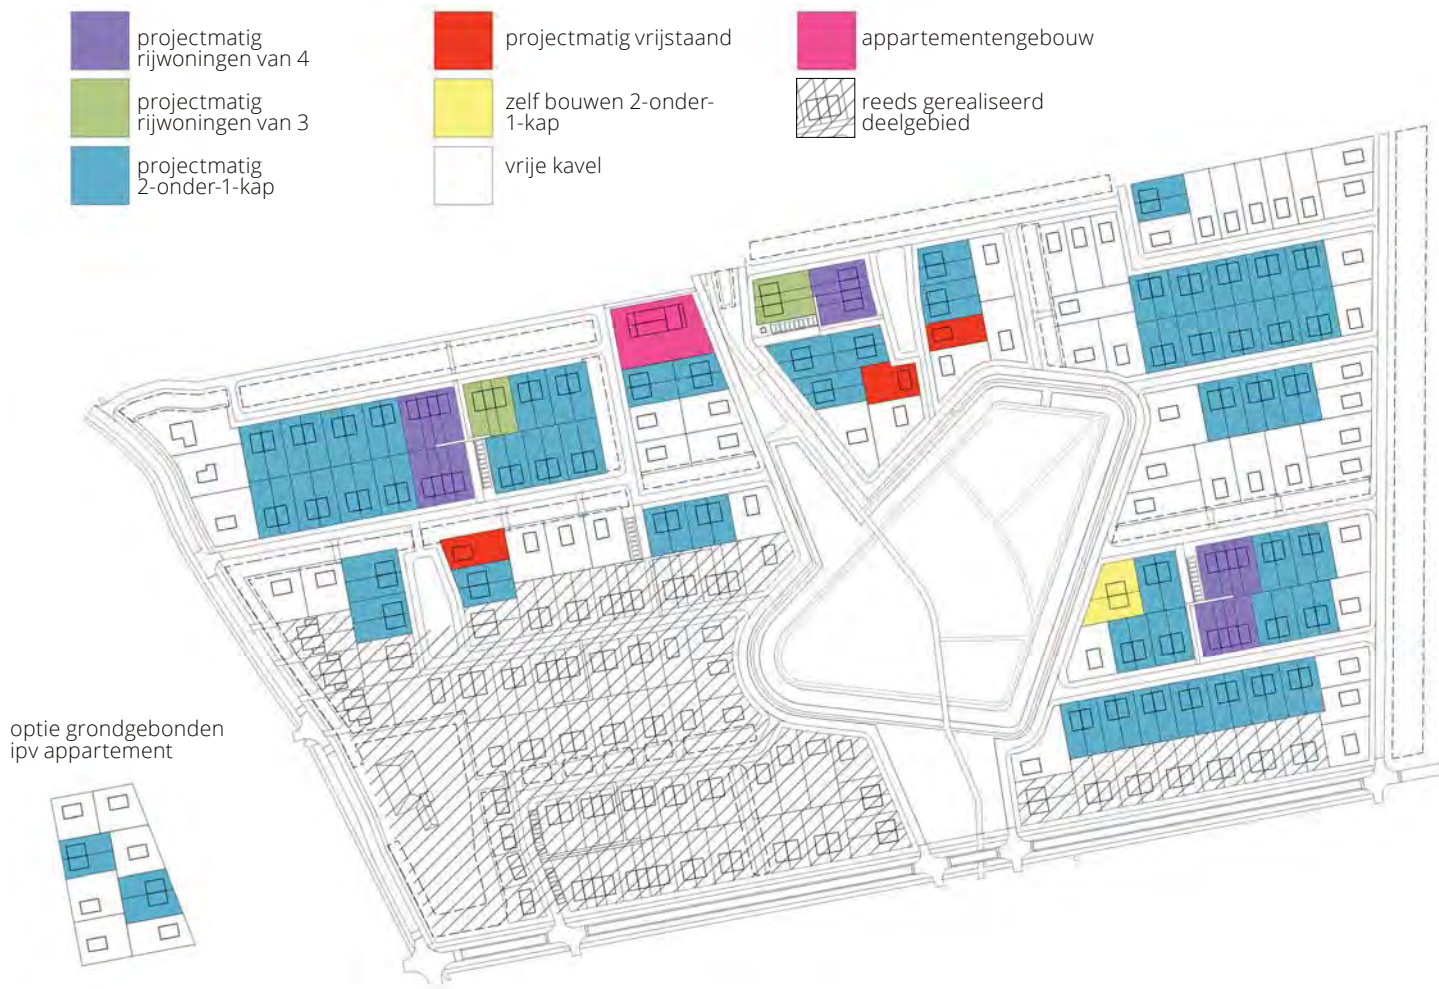 projectmatig
rijwoningen van 4
projectmatig
rijwoningen van 3
projectmatig
2-onder-1-kap
projectmatig vrijstaand
zelf bouwen 2-onder-
1-kap
vrije kavel
appartementengebouw
reeds gerealiseerd
deelgebied
optie grondgebonden
ipv appartement